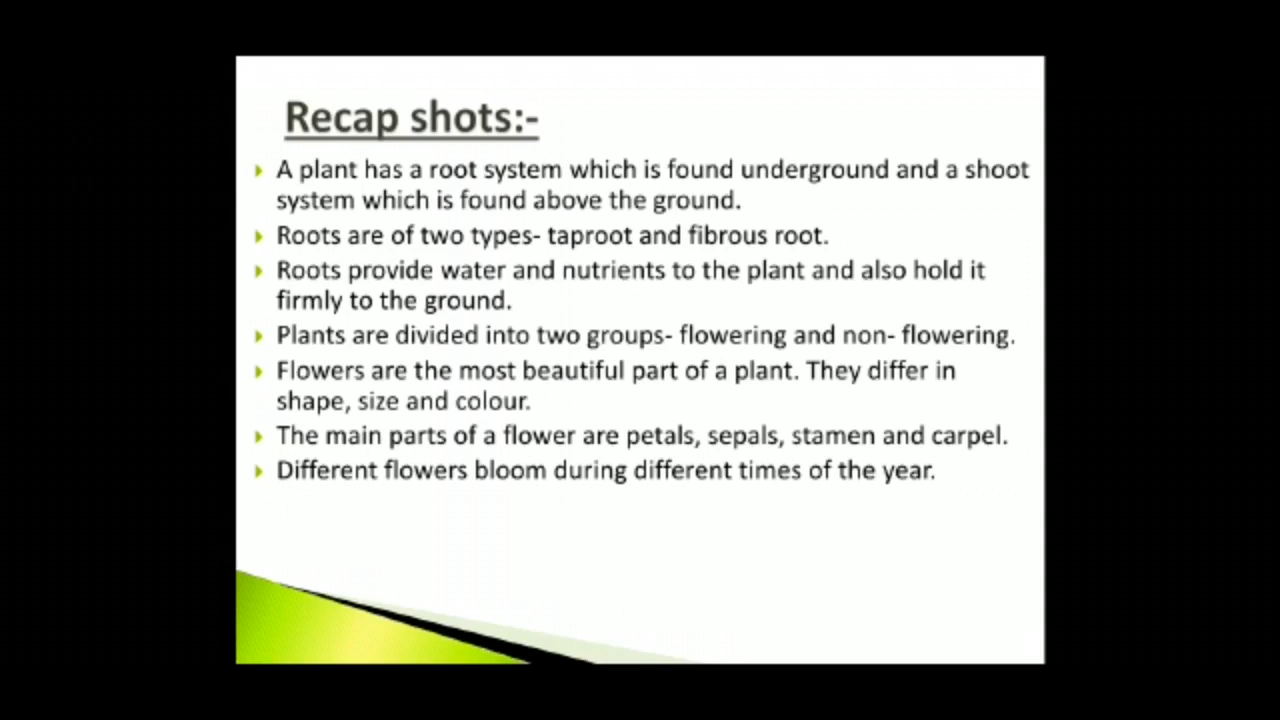 Recap shots:-
A plant has a root system which is found underground and a shoot
system which is found above the ground.
Roots are of two types- taproot and fibrous root.
Roots provide water and nutrients to the plant and also hold it
firmly to the ground.
Plants are divided into two groups- flowering and non- flowering.
Flowers are the most beautiful part of a plant. They differ in
shape, size and colour.
The main parts of a flower are petals, sepals, stamen and carpel.
Different flowers bloom during different times of the year.